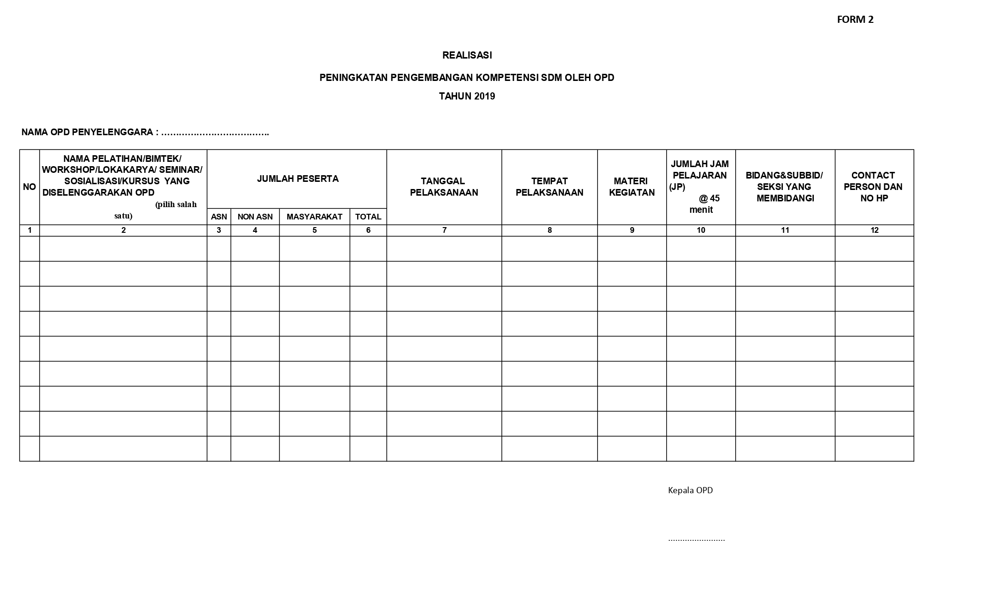 FORM 2
REALISASI
PENINGKATAN PENGEMBANGAN KOMPETENSI SDM OLEH OPD
TAHUN 2019
NAMA OPD PENYELENGGARA : ……………………………….
NO
NAMA PELATIHAN/BIMTEK/
WORKSHOP/LOKAKARYA/ SEMINAR/
SOSIALISASI/KURSUS  YANG
DISELENGGARAKAN OPD
(pilih salah
satu)
JUMLAH PESERTA
ASN
NON ASN
MASYARAKAT
TOTAL
TANGGAL
PELAKSANAAN
TEMPAT
PELAKSANAAN
MATERI
KEGIATAN
JUMLAH JAM
PELAJARAN
(JP)
@ 45
menit
BIDANG&SUBBID/
SEKSI YANG
MEMBIDANGI
CONTACT
PERSON DAN
NO HP
1 2 3 4 5 6 7 8 9 10 11 12
Kepala OPD
........................